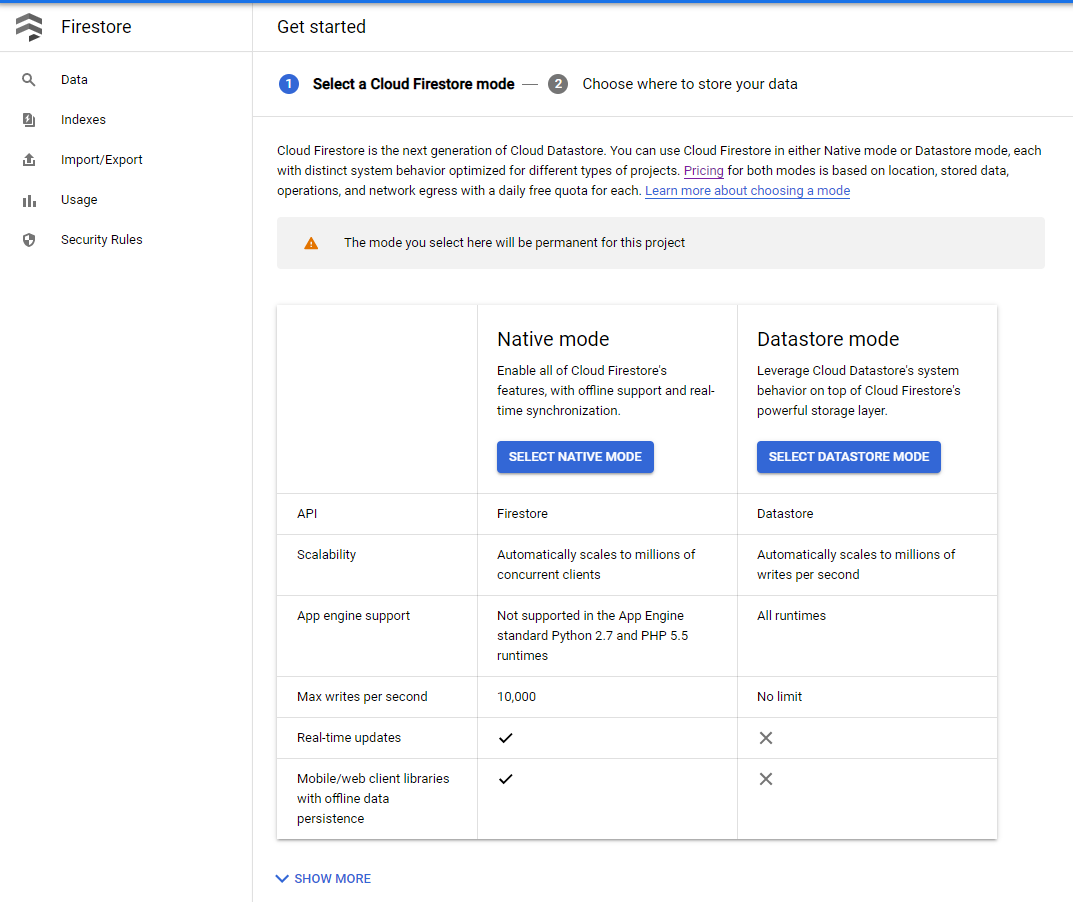 Firestore
Get started
Data
Indexes
Import/Export
Usage
Security Rules
1 Select a Cloud Firestore mode — 2 Choose where to store your data
Cloud Firestore is the next generation of Cloud Datastore. You can use Cloud Firestore in either Native mode or Datastore mode, each
with distinct system behavior optimized for different types of projects. Pricing for both modes is based on location, stored data,
operations, and network egress with a daily free quota for each. Learn more about choosing a mode
The mode you select here will be permanent for this project
Native mode
Enable all of Cloud Firestore's
features, with offline support and real-
time synchronization.
SELECT NATIVE MODE
Datastore mode
Leverage Cloud Datastore's system
behavior on top of Cloud Firestore's
powerful storage layer.
SELECT DATASTORE MODE
API
Firestore
Datastore
Scalability
Automatically scales to millions of
concurrent clients
Automatically scales to millions of
writes per second
App engine support
Not supported in the App Engine
standard Python 2.7 and PHP 5.5
runtimes
All runtimes
Max writes per second
10,000
No limit
Real-time updates
Mobile/web client libraries
with offline data
persistence
SHOW MORE